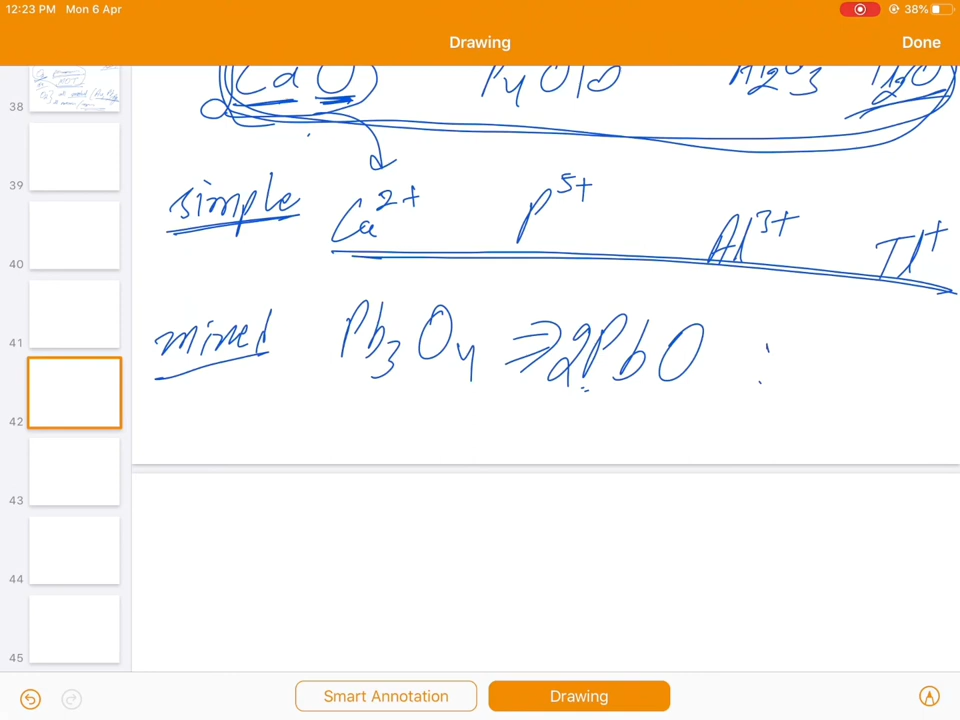 12:23 PM Mon 6 Apr 38%
Drawing
Done
38
39
40
41
42
43
44
45
CaO P4O10 Al2O3 Tl2O
simple Ca2+ P5+ Al3+ Tl+
mixed Pb3O4 ⇒ 2PbO :
Smart Annotation
Drawing